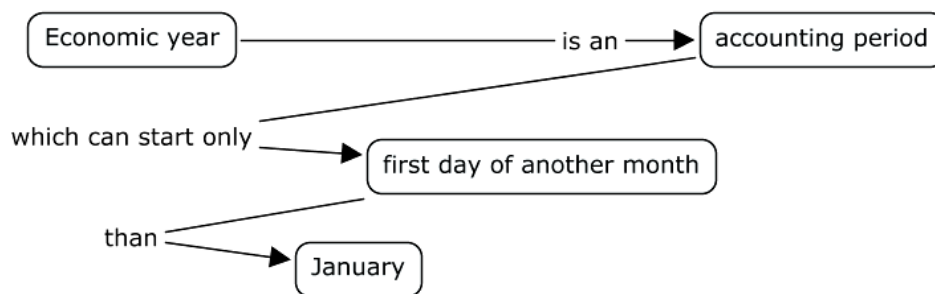 Economic year
is an
accounting period
which can start only
first day of another month
than
January